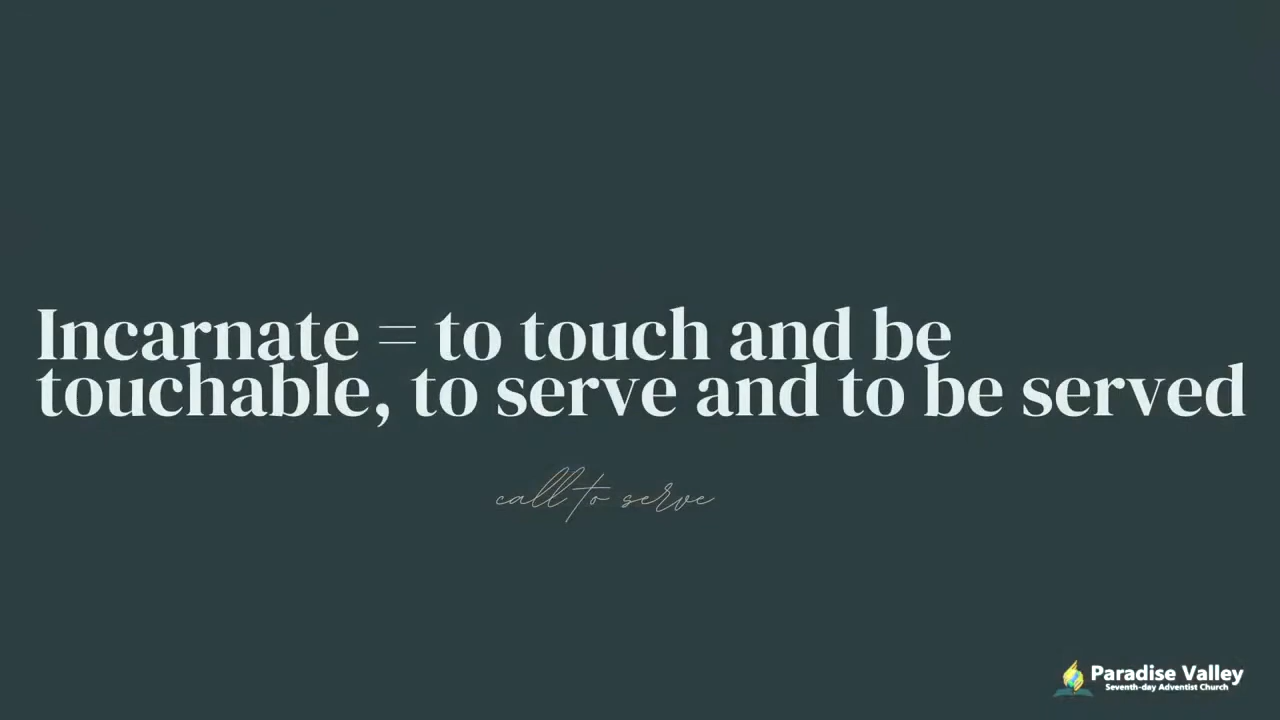 Incarnate = to touch and be
touchable, to serve and to be served
call to serve
Paradise Valley
Seventh-day Adventist Church